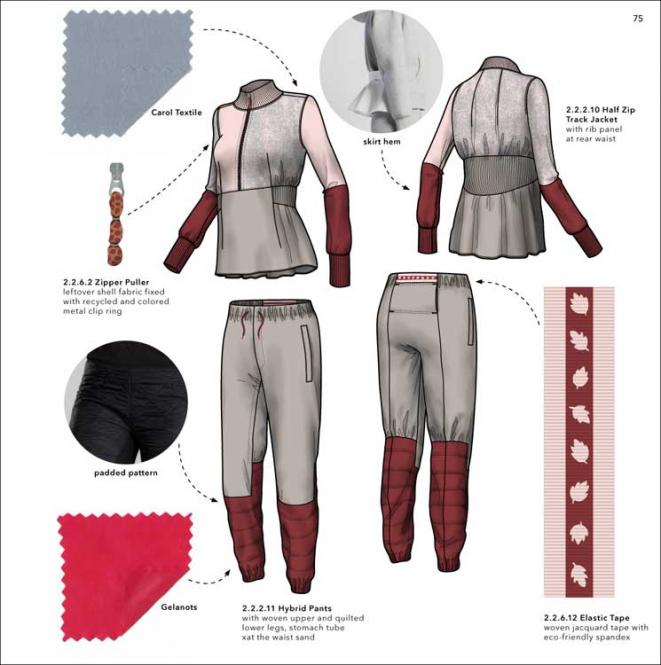 75
Carol Textile
skirt hem
2.2.2.10 Half Zip
Track Jacket
with rib panel
at rear waist
2.2.6.2 Zipper Puller
leftover shell fabric fixed
with recycled and colored
metal clip ring
padded pattern
Gelanots
2.2.2.11 Hybrid Pants
with woven upper and quilted
lower legs, stomach tube
xat the waist sand
2.2.6.12 Elastic Tape
woven jacquard tape with
eco-friendly spandex